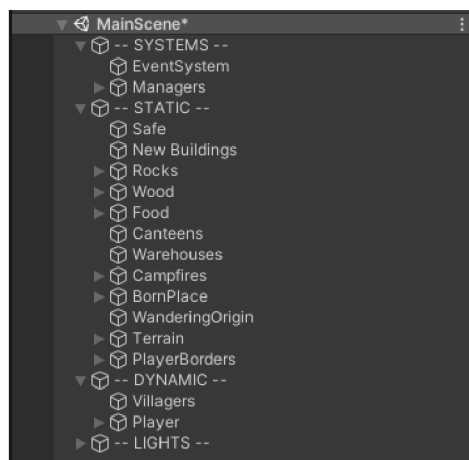 MainScene*
-- SYSTEMS --
EventSystem
Managers
-- STATIC --
Safe
New Buildings
Rocks
Wood
Food
Canteens
Warehouses
Campfires
BornPlace
WanderingOrigin
Terrain
PlayerBorders
-- DYNAMIC --
Villagers
Player
-- LIGHTS --